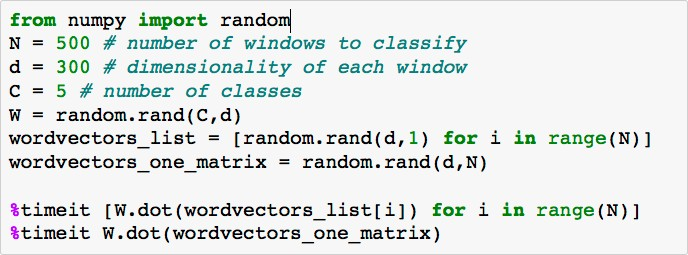 from numpy import random
N = 500 # number of windows to classify
d = 300 # dimensionality of each window
C = 5 # number of classes
W = random.rand(C,d)
wordvectors_list = [random.rand(d,1) for i in range(N)]
wordvectors_one_matrix = random.rand(d,N)

%timeit [W.dot(wordvectors_list[i]) for i in range(N)]
%timeit W.dot(wordvectors_one_matrix)